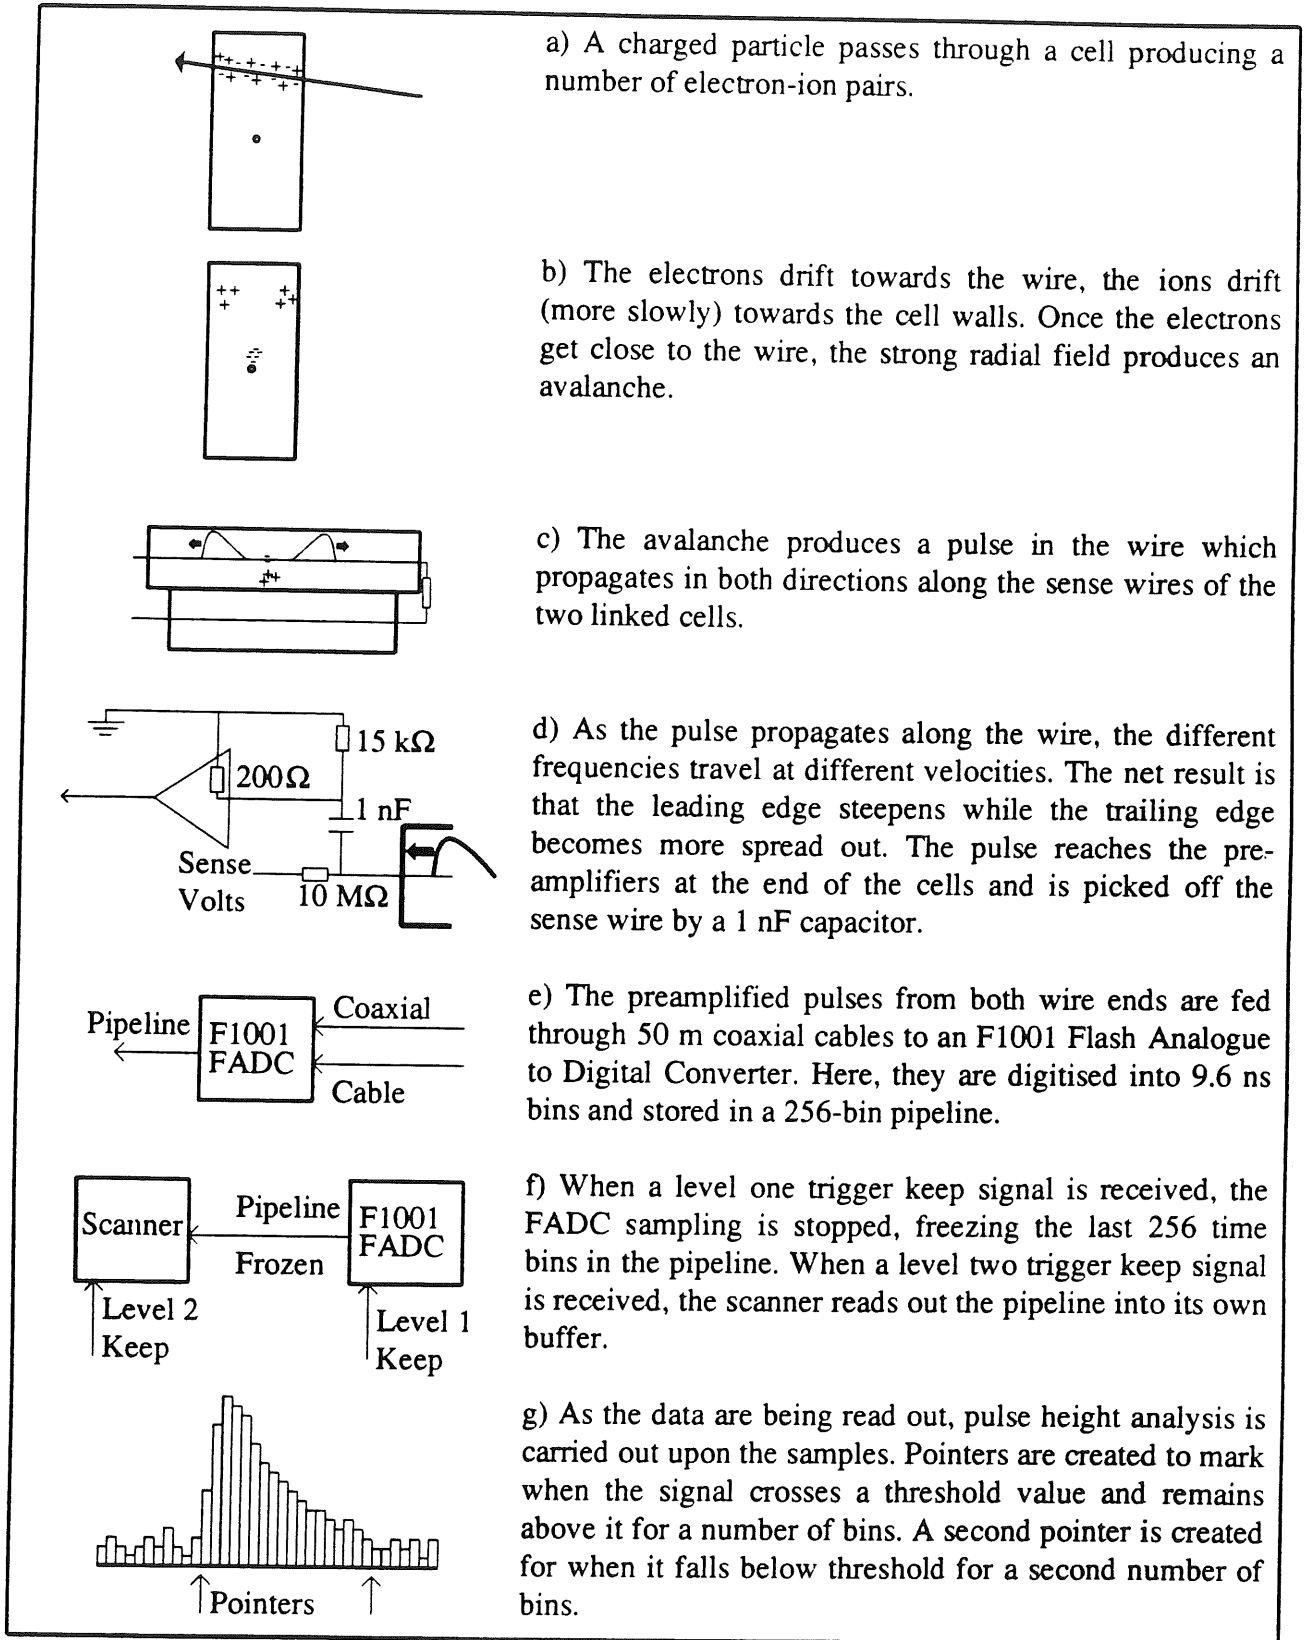 a) A charged particle passes through a cell producing a
number of electron-ion pairs.
b) The electrons drift towards the wire, the ions drift
(more slowly) towards the cell walls. Once the electrons
get close to the wire, the strong radial field produces an
avalanche.
c) The avalanche produces a pulse in the wire which
propagates in both directions along the sense wires of the
two linked cells.
15 kΩ
200Ω
1 nF
Sense
Volts
10 MΩ
d) As the pulse propagates along the wire, the different
frequencies travel at different velocities. The net result is
that the leading edge steepens while the trailing edge
becomes more spread out. The pulse reaches the pre-
amplifiers at the end of the cells and is picked off the
sense wire by a 1 nF capacitor.
Pipeline
F1001
FADC
Coaxial
Cable
e) The preamplified pulses from both wire ends are fed
through 50 m coaxial cables to an F1001 Flash Analogue
to Digital Converter. Here, they are digitised into 9.6 ns
bins and stored in a 256-bin pipeline.
Scanner
Pipeline
Frozen
F1001
FADC
Level 2
Keep
Level 1
Keep
f) When a level one trigger keep signal is received, the
FADC sampling is stopped, freezing the last 256 time
bins in the pipeline. When a level two trigger keep signal
is received, the scanner reads out the pipeline into its own
buffer.
Pointers
g) As the data are being read out, pulse height analysis is
carried out upon the samples. Pointers are created to mark
when the signal crosses a threshold value and remains
above it for a number of bins. A second pointer is created
for when it falls below threshold for a second number of
bins.